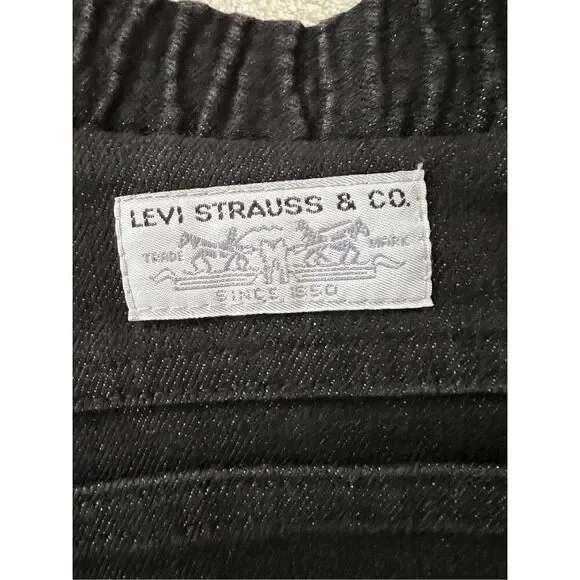 LEVI STRAUSS & CO.
TRADE MARK
SINCE 1850